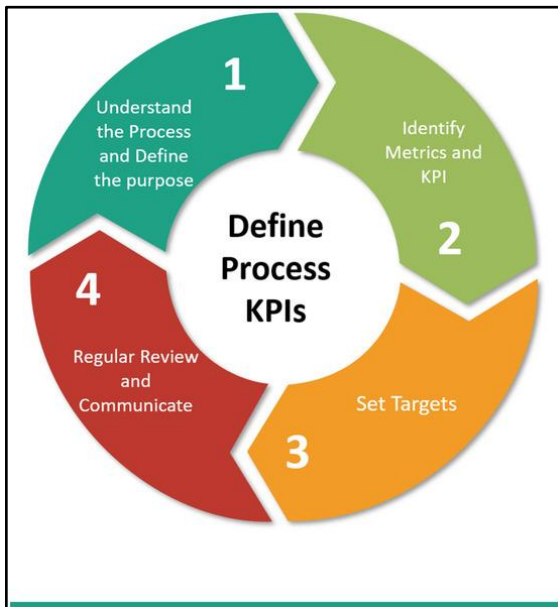 1
Understand
the Process
and Define
the purpose
Identify
Metrics and
KPI
2
Define
Process
KPIs
3
Set Targets
4
Regular Review
and
Communicate